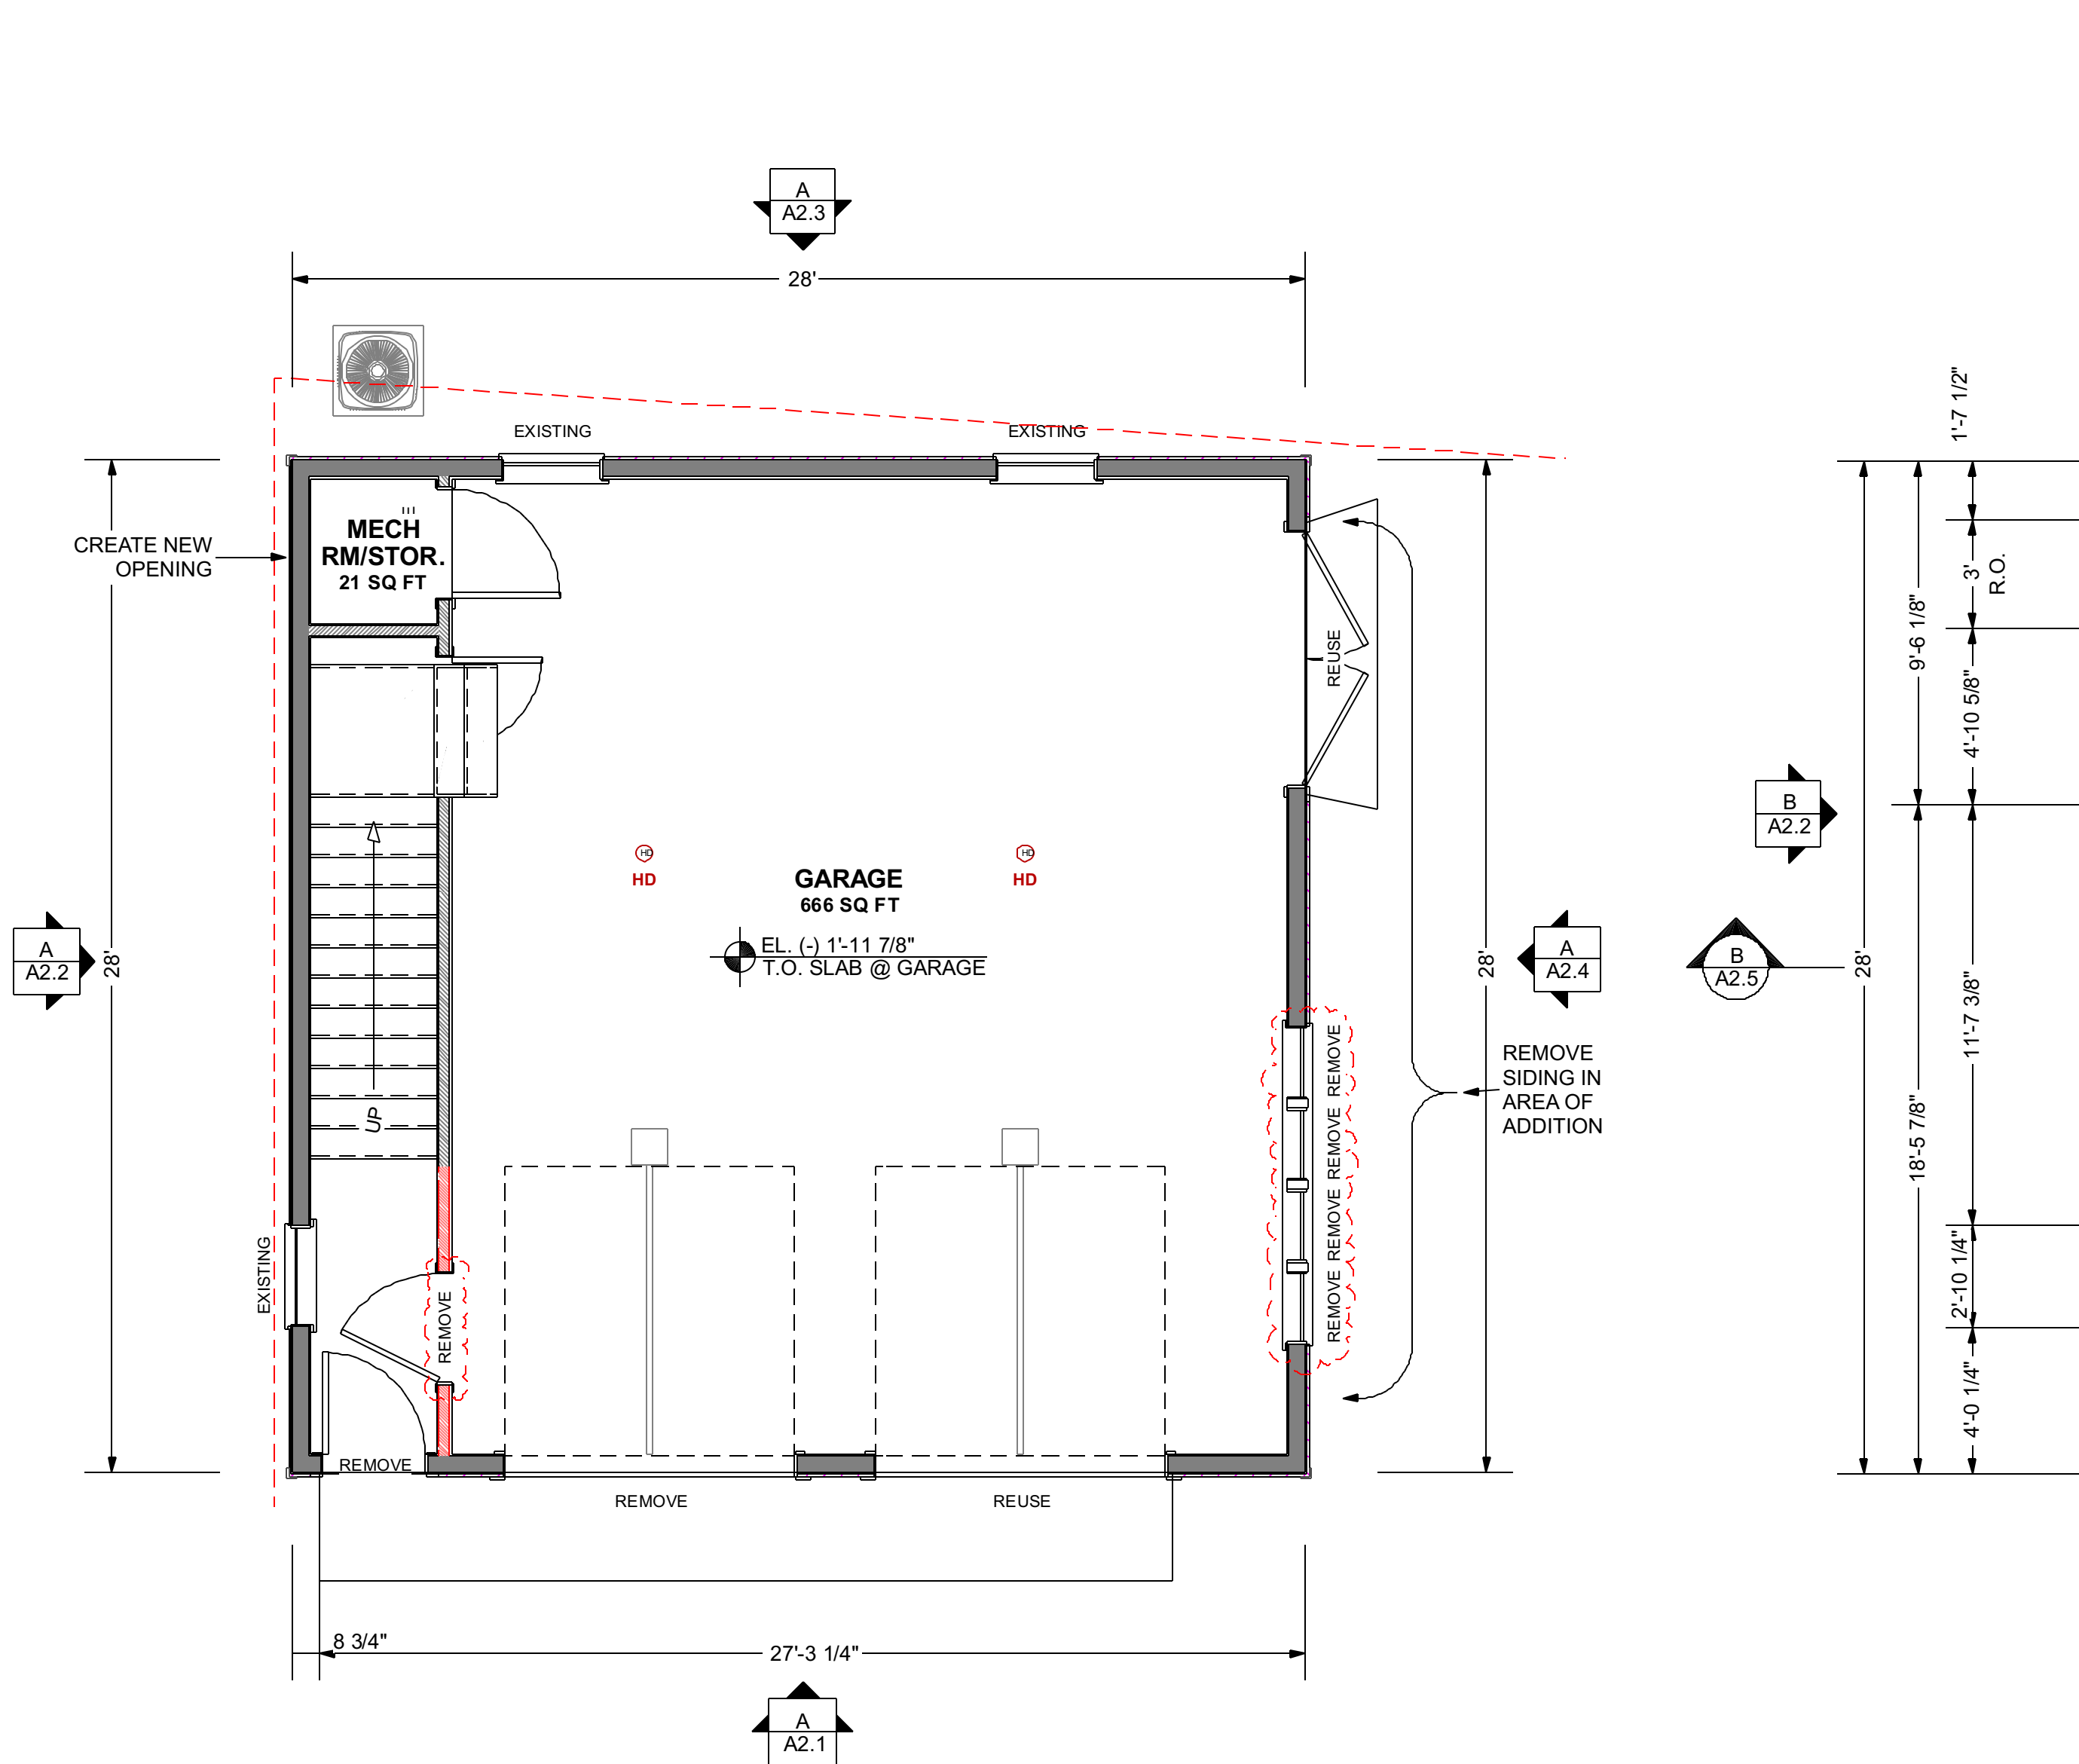 A
A2.3
28'
1'-7 1/2"
EXISTING
EXISTING
MECH
RM/STOR.
21 SQ FT
CREATE NEW
OPENING
3'
R.O.
9'-6 1/8"
REUSE
4'-10 5/8"
B
A2.2
HD
HD
HD
HD
GARAGE
666 SQ FT
EL. (-) 1'-11 7/8"
T.O. SLAB @ GARAGE
A
A2.2
28'
28'
A
A2.4
B
A2.5
28'
11'-7 3/8"
REMOVE
SIDING IN
AREA OF
ADDITION
UP
18'-5 7/8"
REMOVE
REMOVE
REMOVE
REMOVE
EXISTING
REMOVE
2'-10 1/4"
4'-0 1/4"
REMOVE
REMOVE
REUSE
8 3/4"
27'-3 1/4"
A
A2.1